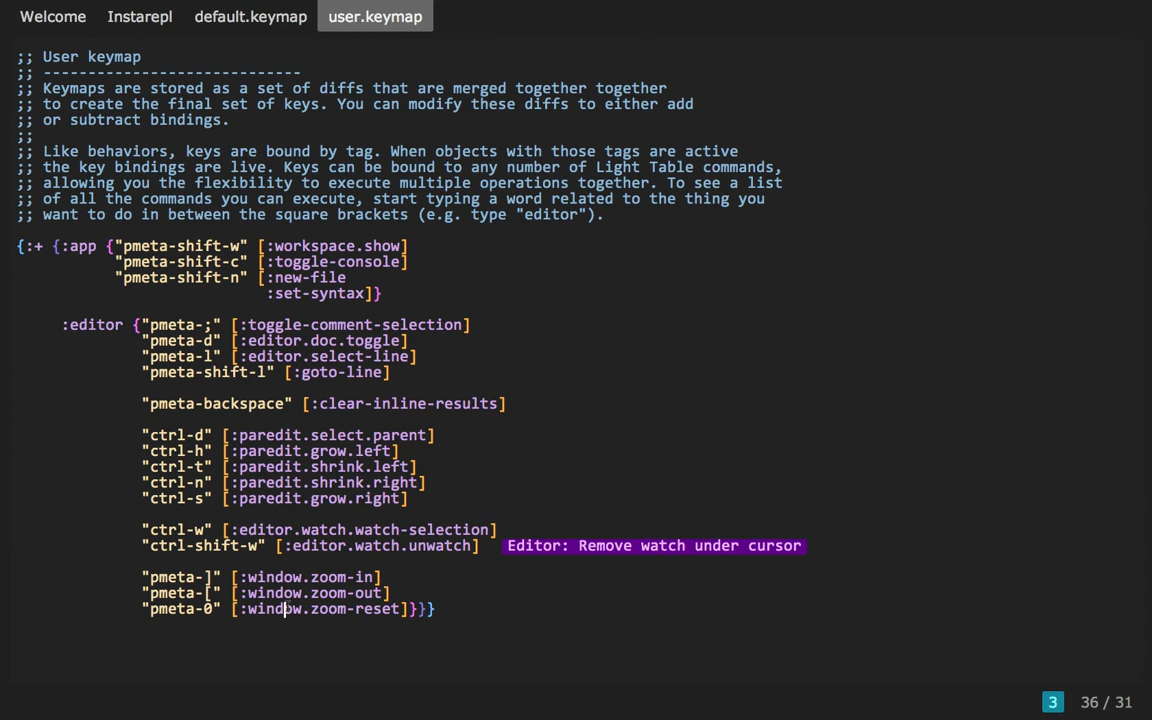 Welcome Instarepl default.keymap user.keymap
;; User keymap
;; -----------------------------
;; Keymaps are stored as a set of diffs that are merged together together
;; to create the final set of keys. You can modify these diffs to either add
;; or subtract bindings.
;;
;; Like behaviors, keys are bound by tag. When objects with those tags are active
;; the key bindings are live. Keys can be bound to any number of Light Table commands,
;; allowing you the flexibility to execute multiple operations together. To see a list
;; of all the commands you can execute, start typing a word related to the thing you
;; want to do in between the square brackets (e.g. type "editor").
{:+ {:app {"pmeta-shift-w" [:workspace.show]
"pmeta-shift-c" [:toggle-console]
"pmeta-shift-n" [:new-file
:set-syntax]}
:editor {"pmeta-;" [:toggle-comment-selection]
"pmeta-d" [:editor.doc.toggle]
"pmeta-l" [:editor.select-line]
"pmeta-shift-l" [:goto-line]
"pmeta-backspace" [:clear-inline-results]
"ctrl-d" [:paredit.select.parent]
"ctrl-h" [:paredit.grow.left]
"ctrl-t" [:paredit.shrink.left]
"ctrl-n" [:paredit.shrink.right]
"ctrl-s" [:paredit.grow.right]
"ctrl-w" [:editor.watch.watch-selection]
"ctrl-shift-w" [:editor.watch.unwatch] Editor: Remove watch under cursor
"pmeta-]" [:window.zoom-in]
"pmeta-[" [:window.zoom-out]
"pmeta-0" [:window.zoom-reset]}}}
3 36 / 31